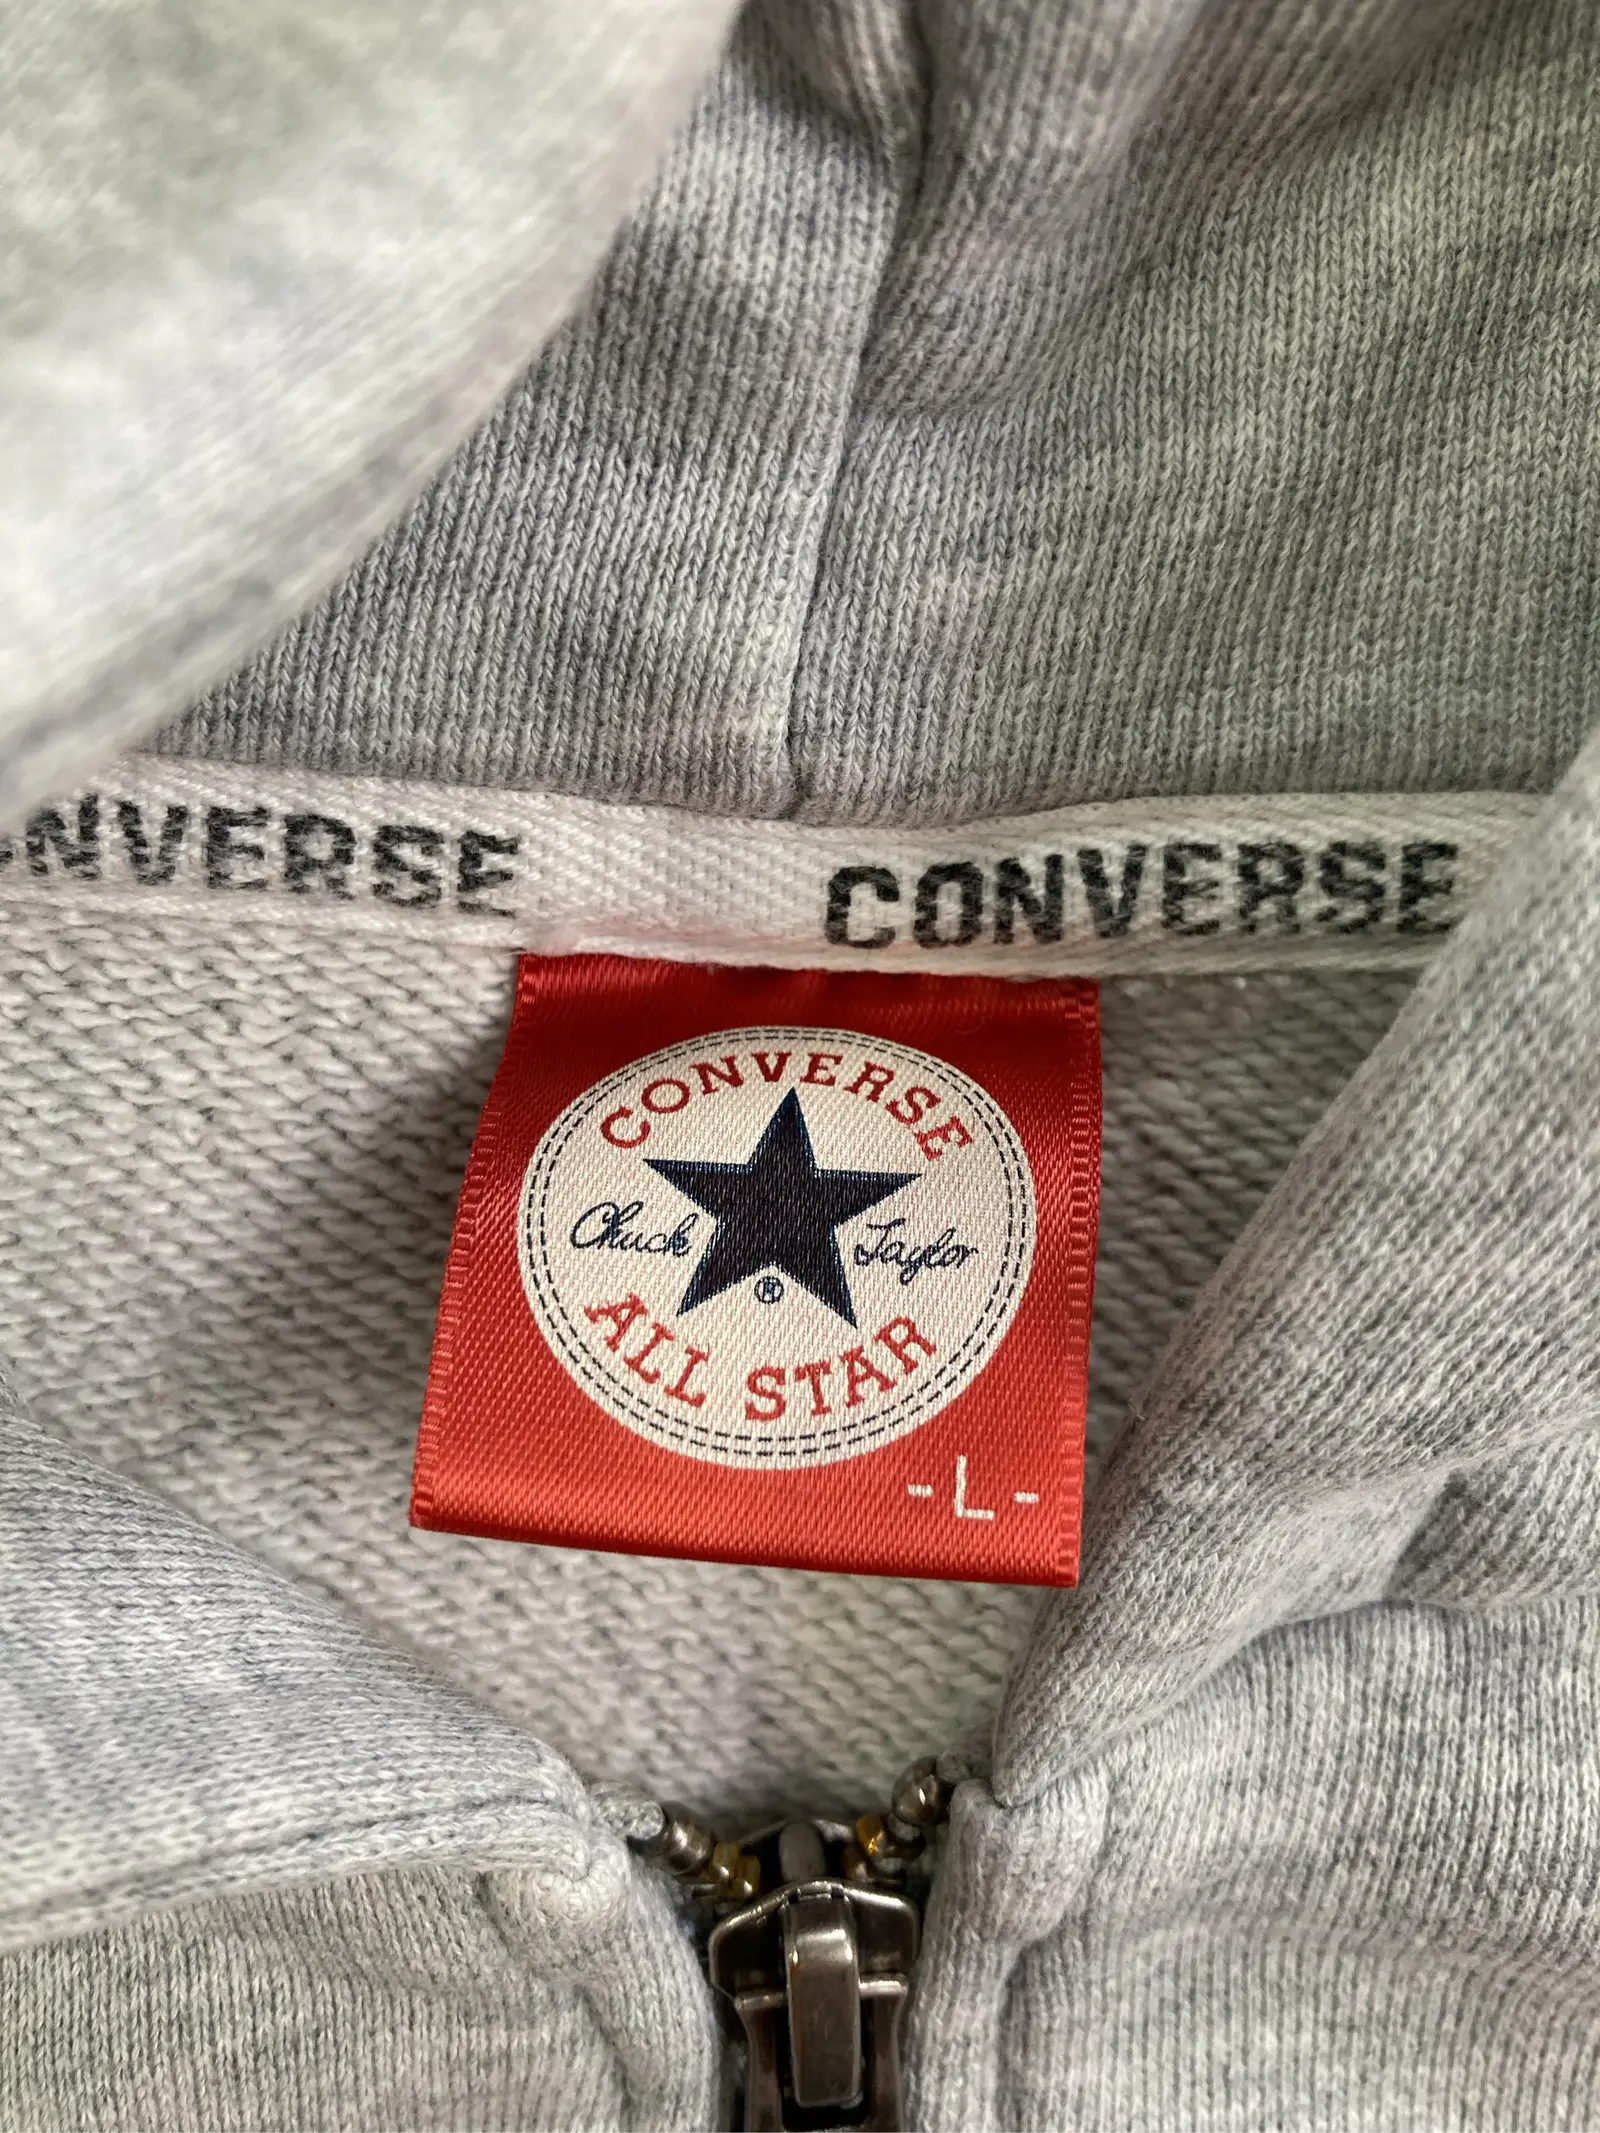 NVERSE CONVERSE
CONVERSE
Chuck Taylor
®
ALL STAR
-L-